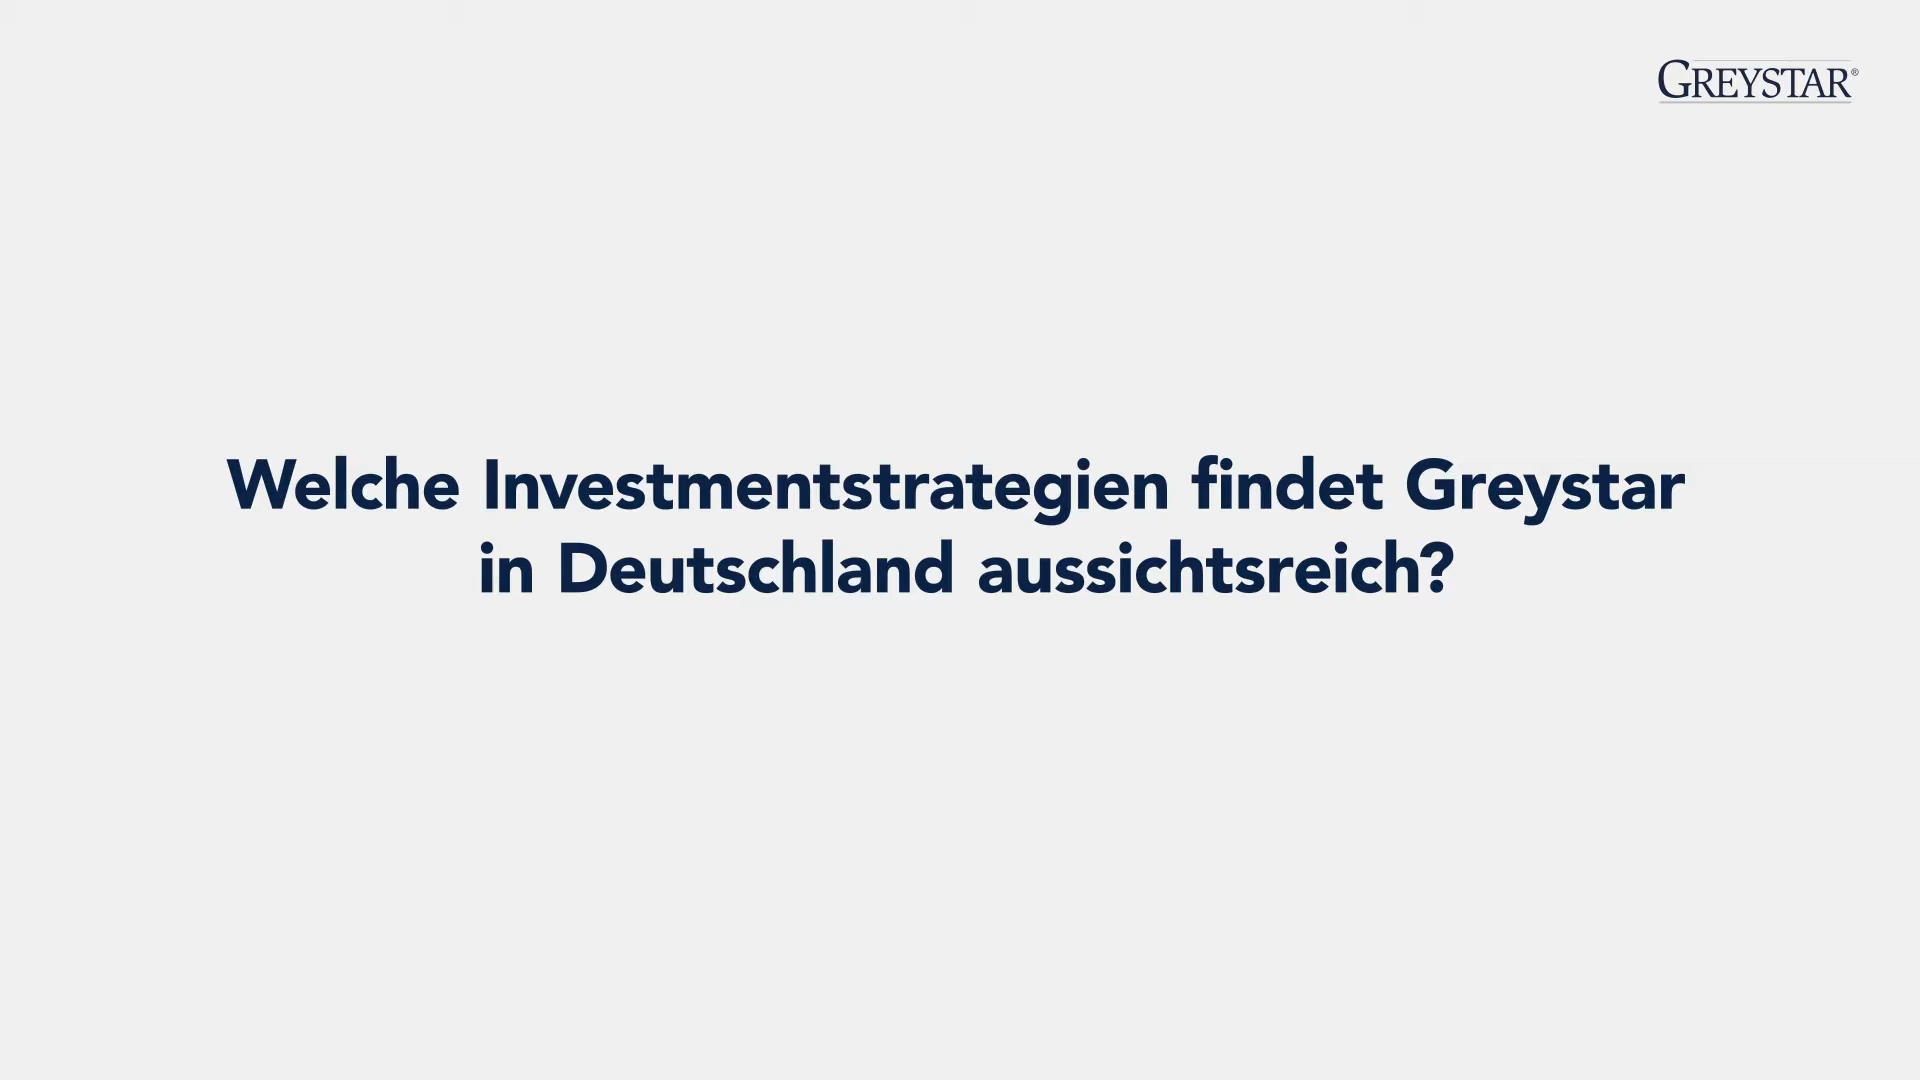 GREYSTAR®
Welche Investmentstrategien findet Greystar
in Deutschland aussichtsreich?